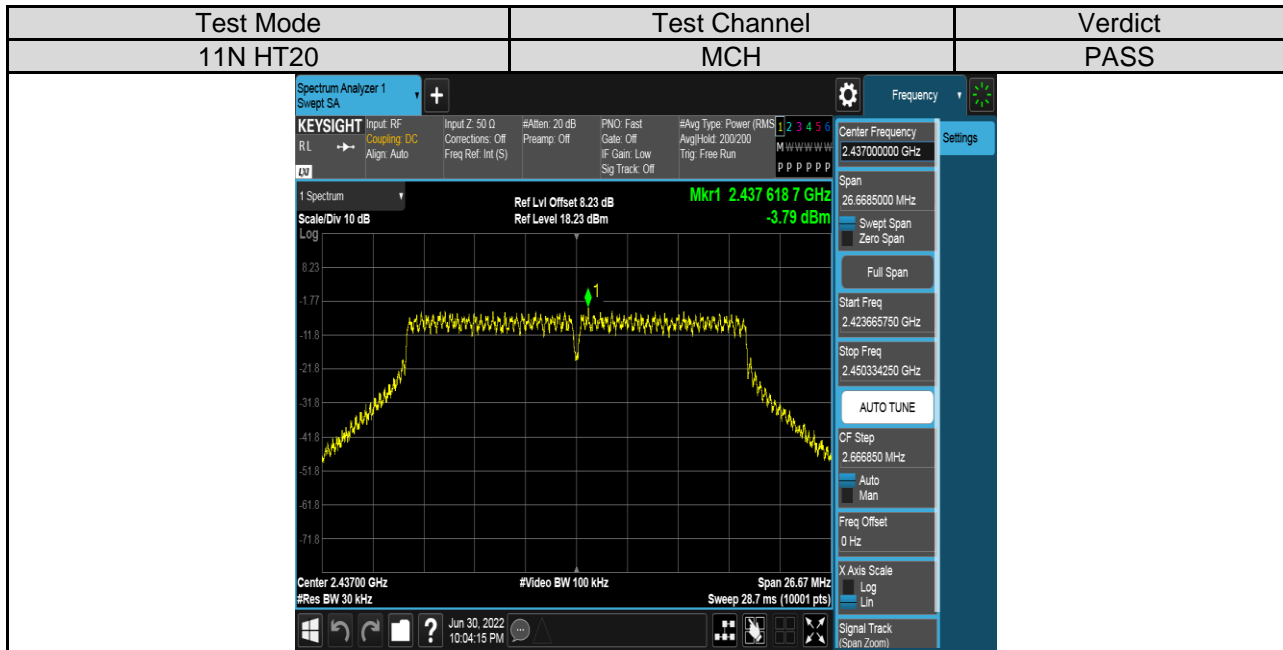 Test Mode Test Channel Verdict
11N HT20 MCH PASS
Spectrum Analyzer 1
Swept SA
+
Frequency
KEYSIGHT
RL
LXI
Input: RF
Coupling: DC
Align: Auto
Input Z: 50 Ω
Corrections: Off
Freq Ref: Int (S)
#Atten: 20 dB
Preamp: Off
PNO: Fast
Gate: Off
IF Gain: Low
Sig Track: Off
#Avg Type: Power (RMS
Avg|Hold: 200/200
Trig: Free Run
1 2 3 4 5 6
M W W W W W
P P P P P P
1 Spectrum
Scale/Div 10 dB
Log
Ref Lvl Offset 8.23 dB
Ref Level 18.23 dBm
Mkr1 2.437 618 7 GHz
-3.79 dBm
8.23
-1.77
-11.8
-21.8
-31.8
-41.8
-51.8
-61.8
-71.8
1
Center 2.43700 GHz
#Res BW 30 kHz
#Video BW 100 kHz
Span 26.67 MHz
Sweep 28.7 ms (10001 pts)
Center Frequency
2.437000000 GHz
Settings
Span
26.6685000 MHz
Swept Span
Zero Span
Full Span
Start Freq
2.423665750 GHz
Stop Freq
2.450334250 GHz
AUTO TUNE
CF Step
2.666850 MHz
Auto
Man
Freq Offset
0 Hz
X Axis Scale
Log
Lin
Signal Track
(Span Zoom)
?
Jun 30, 2022
10:04:15 PM